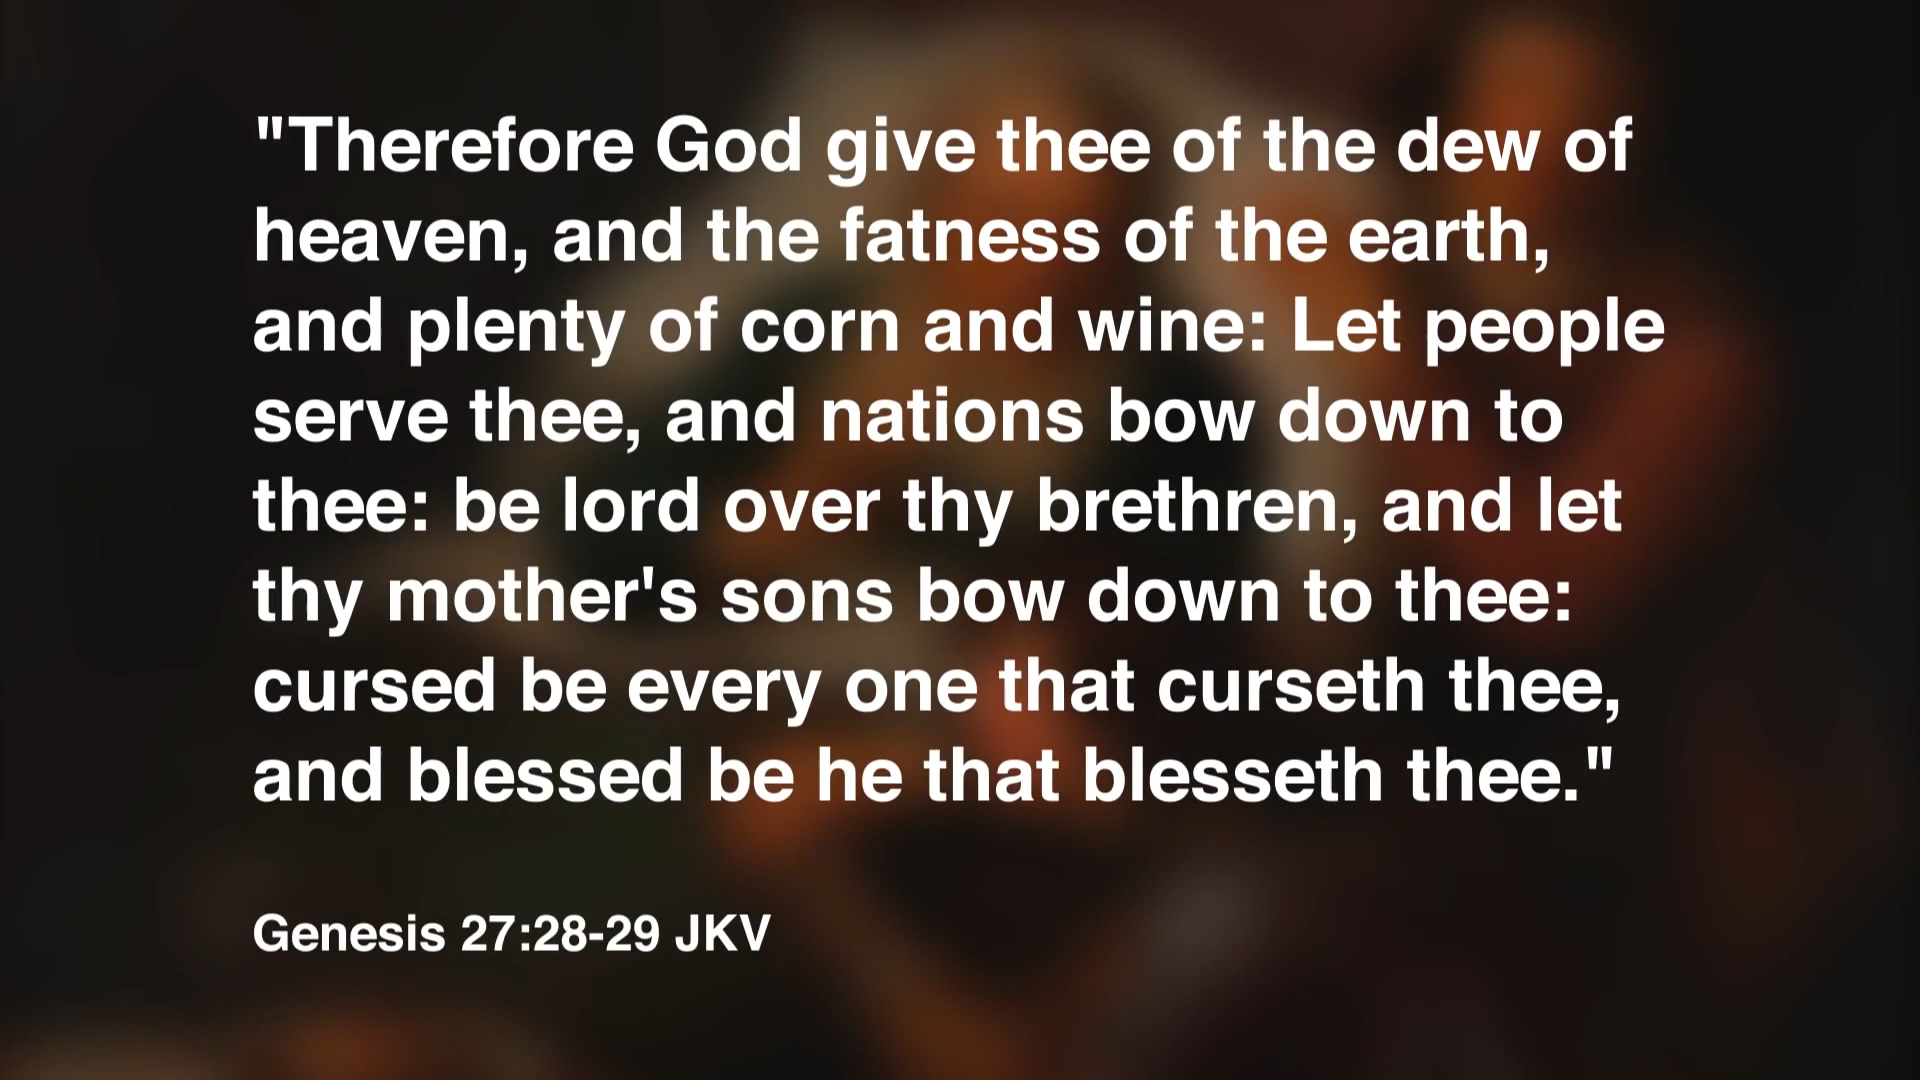 "Therefore God give thee of the dew of
heaven, and the fatness of the earth,
and plenty of corn and wine: Let people
serve thee, and nations bow down to
thee: be lord over thy brethren, and let
thy mother's sons bow down to thee:
cursed be every one that curseth thee,
and blessed be he that blesseth thee."
Genesis 27:28-29 JKV